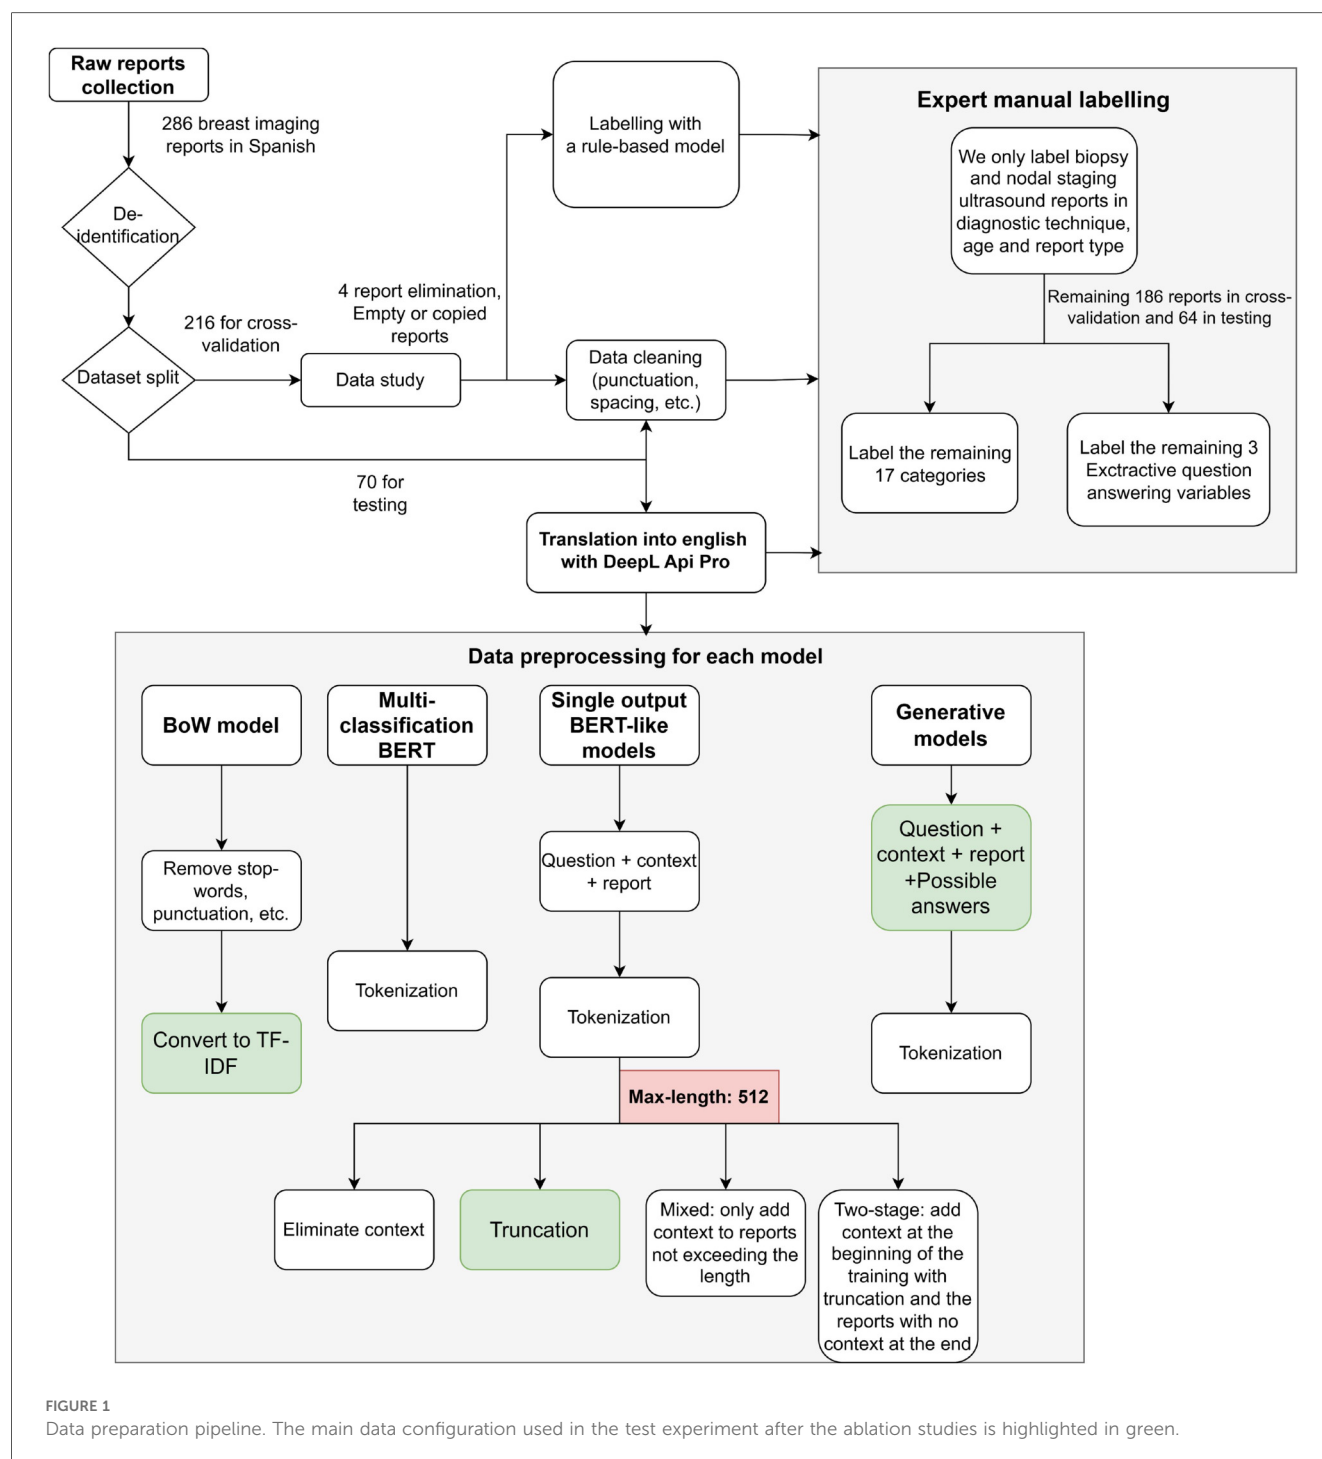 Raw reports
collection
286 breast imaging
reports in Spanish
De-
identification
Dataset split
216 for cross-
validation
Data study
4 report elimination,
Empty or copied
reports
Labelling with
a rule-based model
Data cleaning
(punctuation,
spacing, etc.)
70 for
testing
Translation into english
with DeepL Api Pro
Expert manual labelling
We only label biopsy
and nodal staging
ultrasound reports in
diagnostic technique,
age and report type
Remaining 186 reports in cross-
validation and 64 in testing
Label the remaining
17 categories
Label the remaining 3
Exctractive question
answering variables
Data preprocessing for each model
BoW model
Remove stop-
words,
punctuation, etc.
Convert to TF-
IDF
Multi-
classification
BERT
Tokenization
Single output
BERT-like
models
Question + context
+ report
Tokenization
Max-length: 512
Eliminate context
Truncation
Mixed: only add
context to reports
not exceeding the
length
Two-stage: add
context at the
beginning of the
training with
truncation and the
reports with no
context at the end
Generative
models
Question +
context + report
+Possible
answers
Tokenization
FIGURE 1
Data preparation pipeline. The main data configuration used in the test experiment after the ablation studies is highlighted in green.